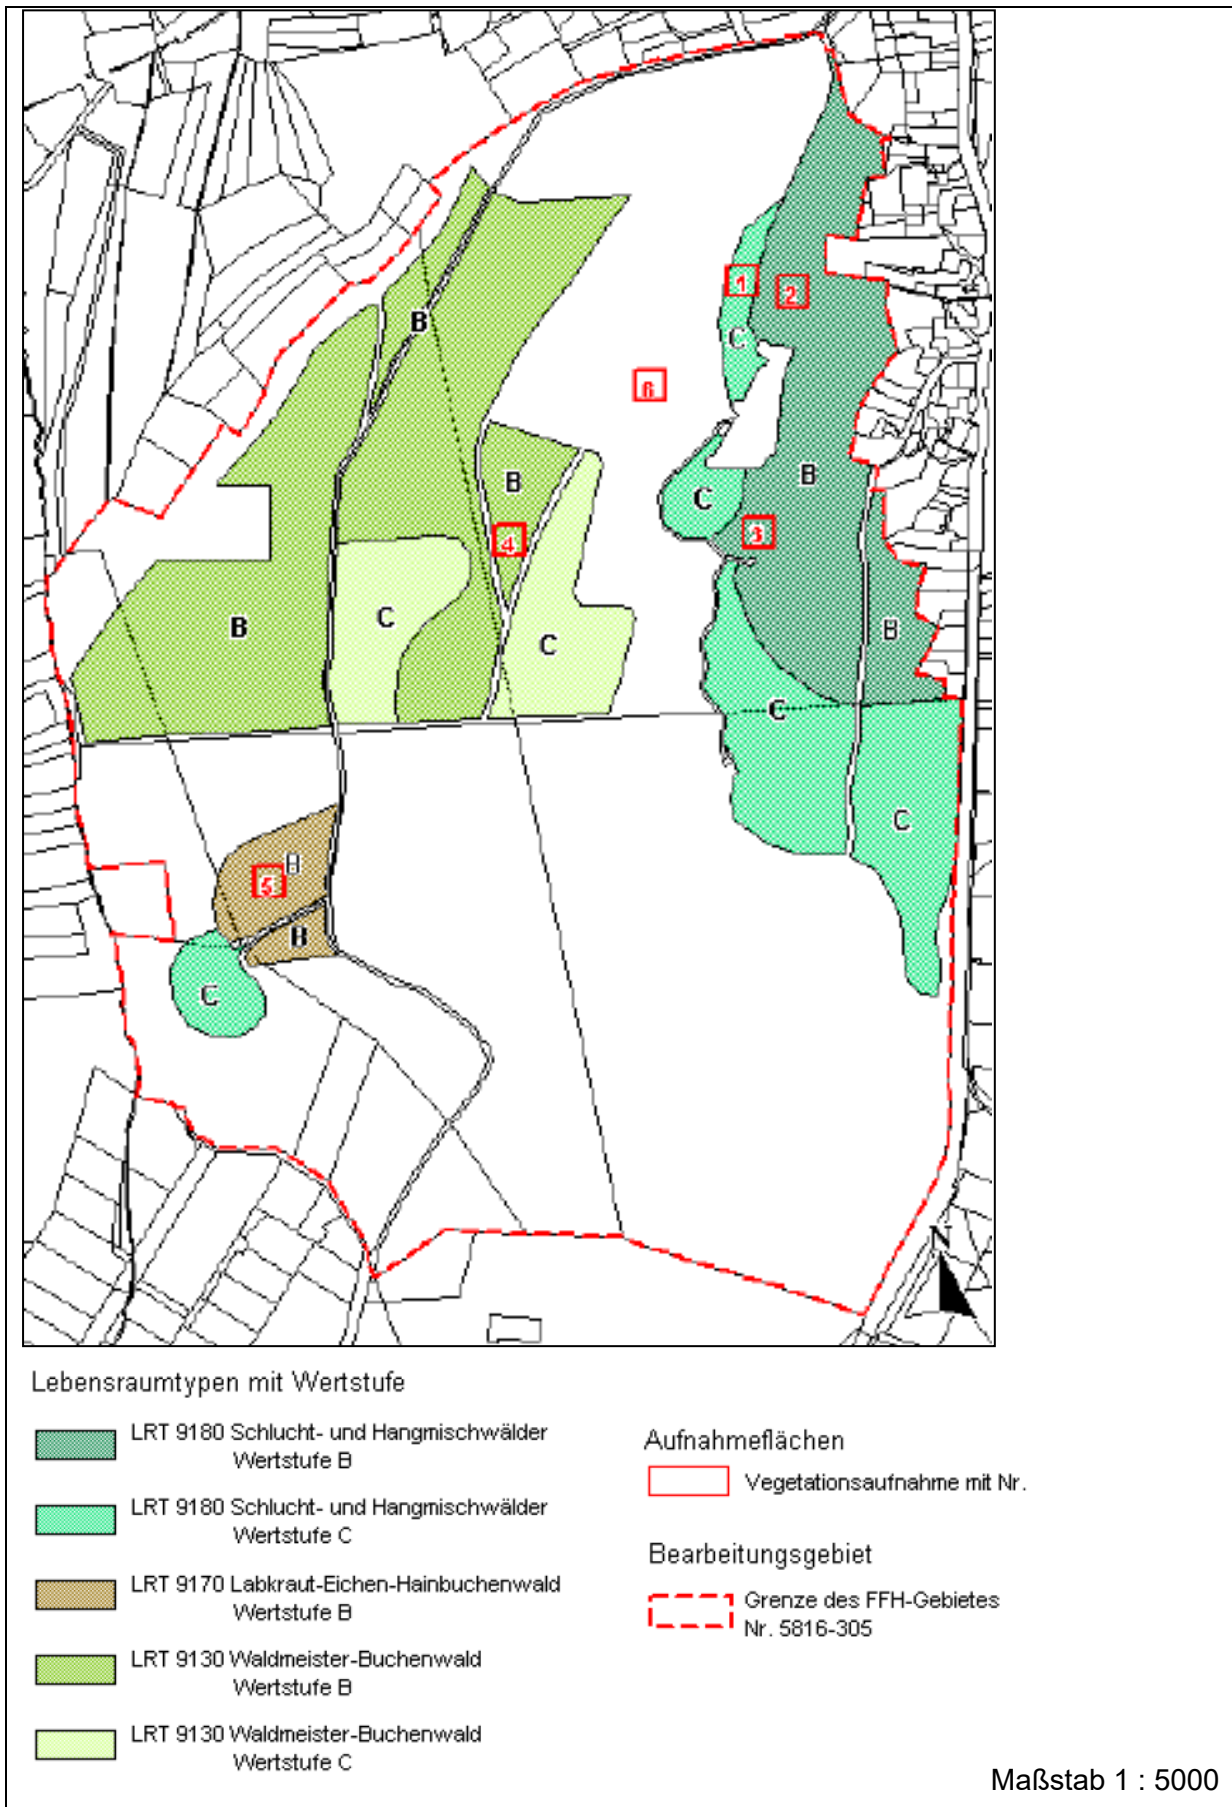 1
2
C
B
6
B
B
C
4
3
C
B
C
B
C
C
C
B
5
B
C
N
Lebensraumtypen mit Wertstufe
LRT 9180 Schlucht- und Hangmischwälder
Wertstufe B
LRT 9180 Schlucht- und Hangmischwälder
Wertstufe C
LRT 9170 Labkraut-Eichen-Hainbuchenwald
Wertstufe B
LRT 9130 Waldmeister-Buchenwald
Wertstufe B
LRT 9130 Waldmeister-Buchenwald
Wertstufe C
Aufnahmeflächen
Vegetationsaufnahme mit Nr.
Bearbeitungsgebiet
Grenze des FFH-Gebietes
Nr. 5816-305
Maßstab 1 : 5000